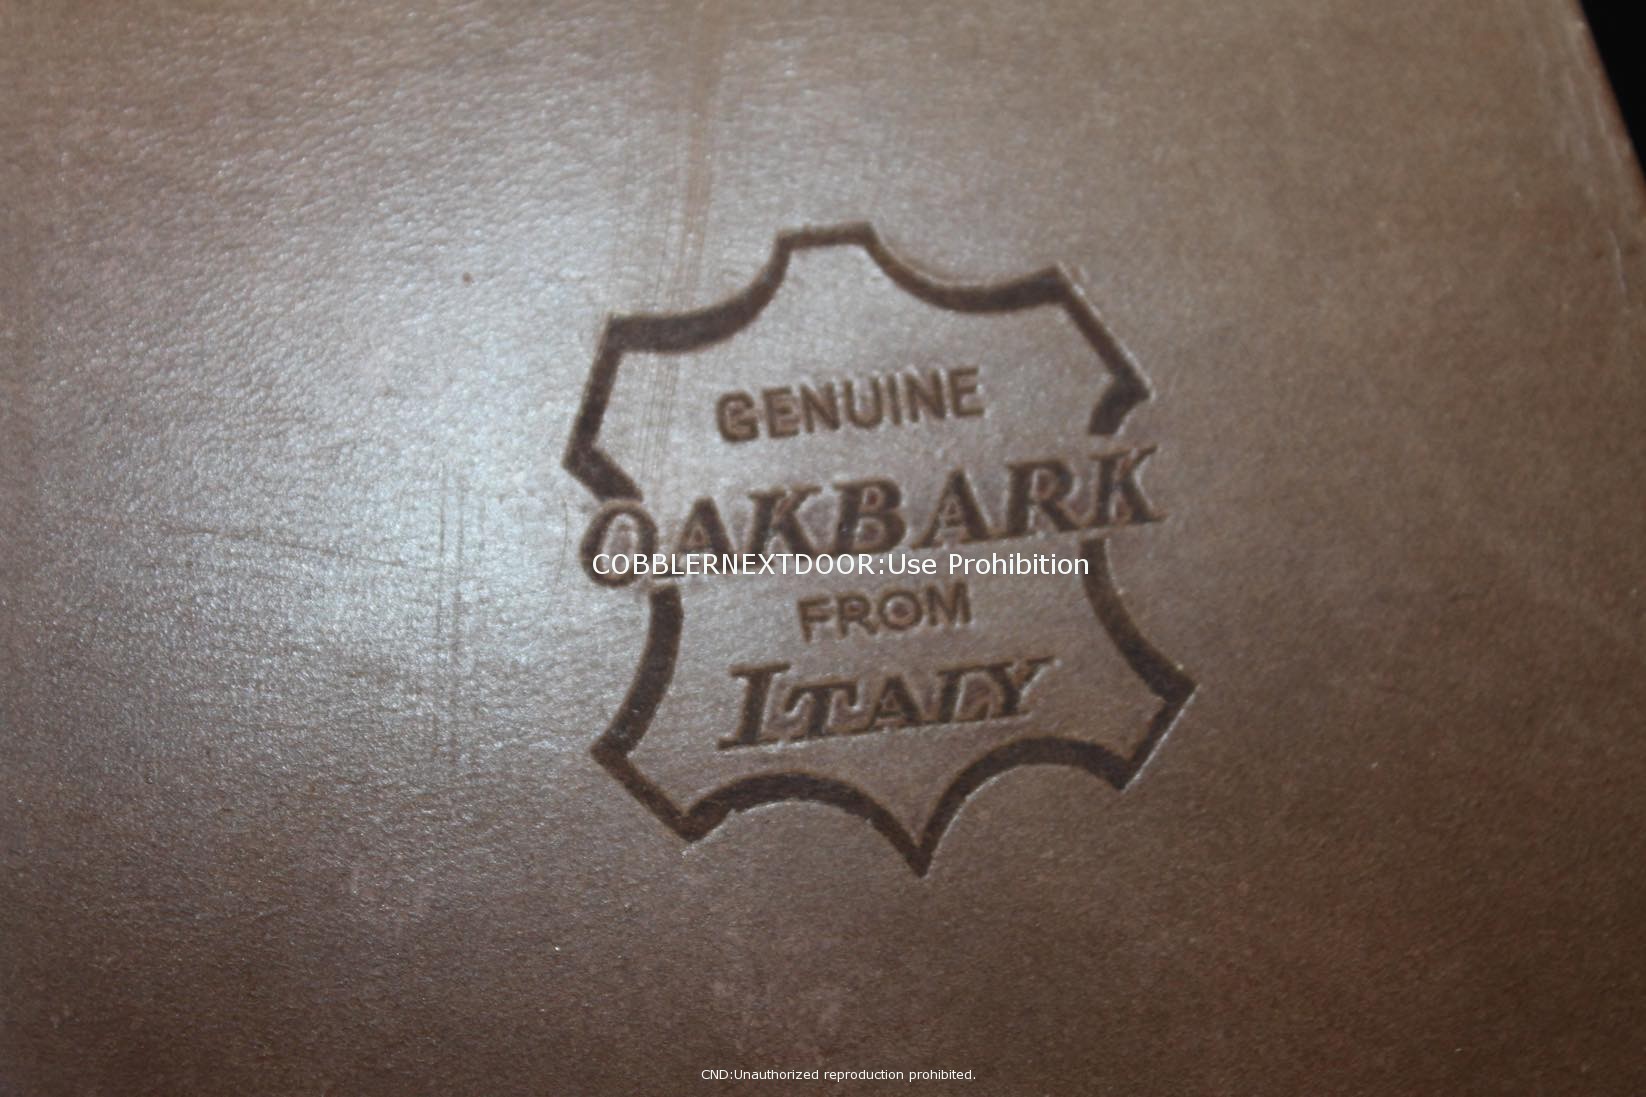 GENUINE
OAKBARK
COBBLERNEXTDOOR:Use Prohibition
FROM
ITALY
CND:Unauthorized reproduction prohibited.